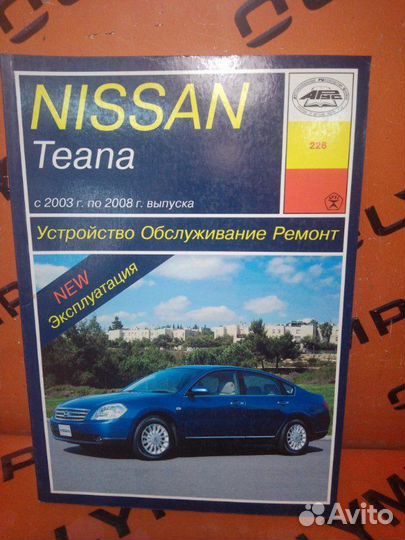 NISSAN
Teana
с 2003 г. по 2008 г. выпуска
226
Устройство Обслуживание Ремонт
NEW
Эксплуатация
Avito